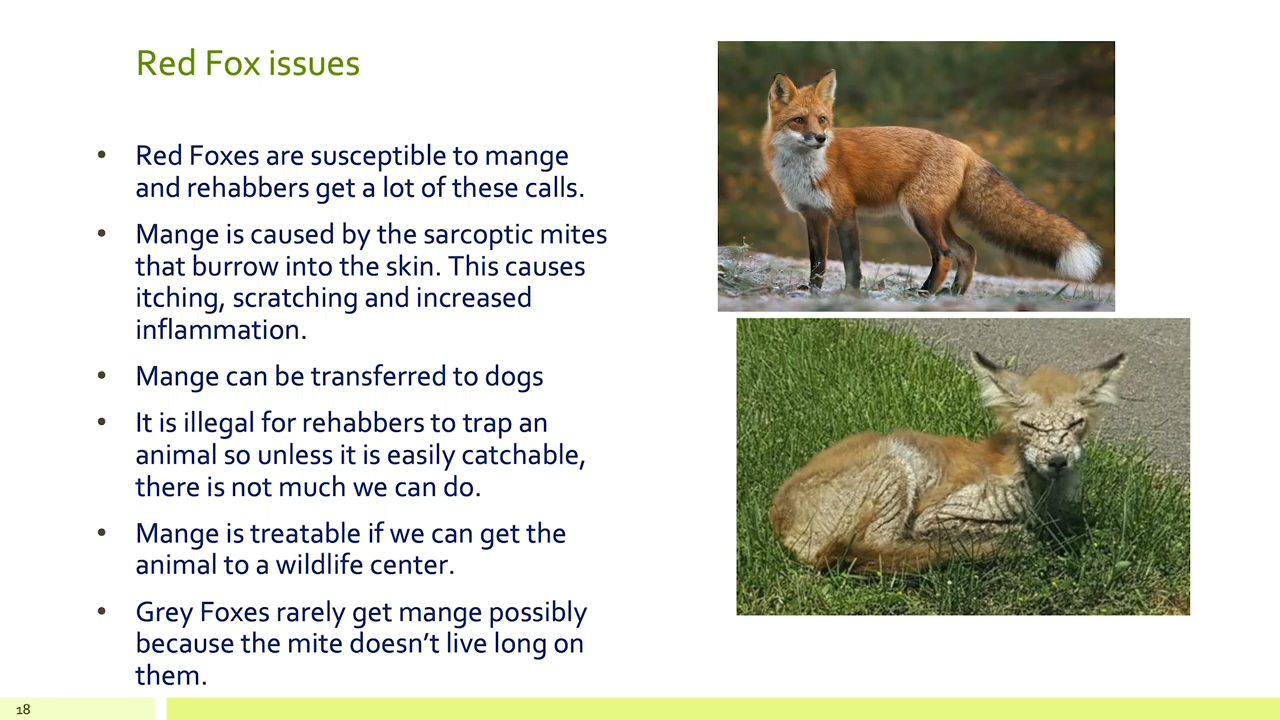 Red Fox issues
• Red Foxes are susceptible to mange
and rehabbers get a lot of these calls.
• Mange is caused by the sarcoptic mites
that burrow into the skin. This causes
itching, scratching and increased
inflammation.
• Mange can be transferred to dogs
• It is illegal for rehabbers to trap an
animal so unless it is easily catchable,
there is not much we can do.
• Mange is treatable if we can get the
animal to a wildlife center.
• Grey Foxes rarely get mange possibly
because the mite doesn’t live long on
them.
18